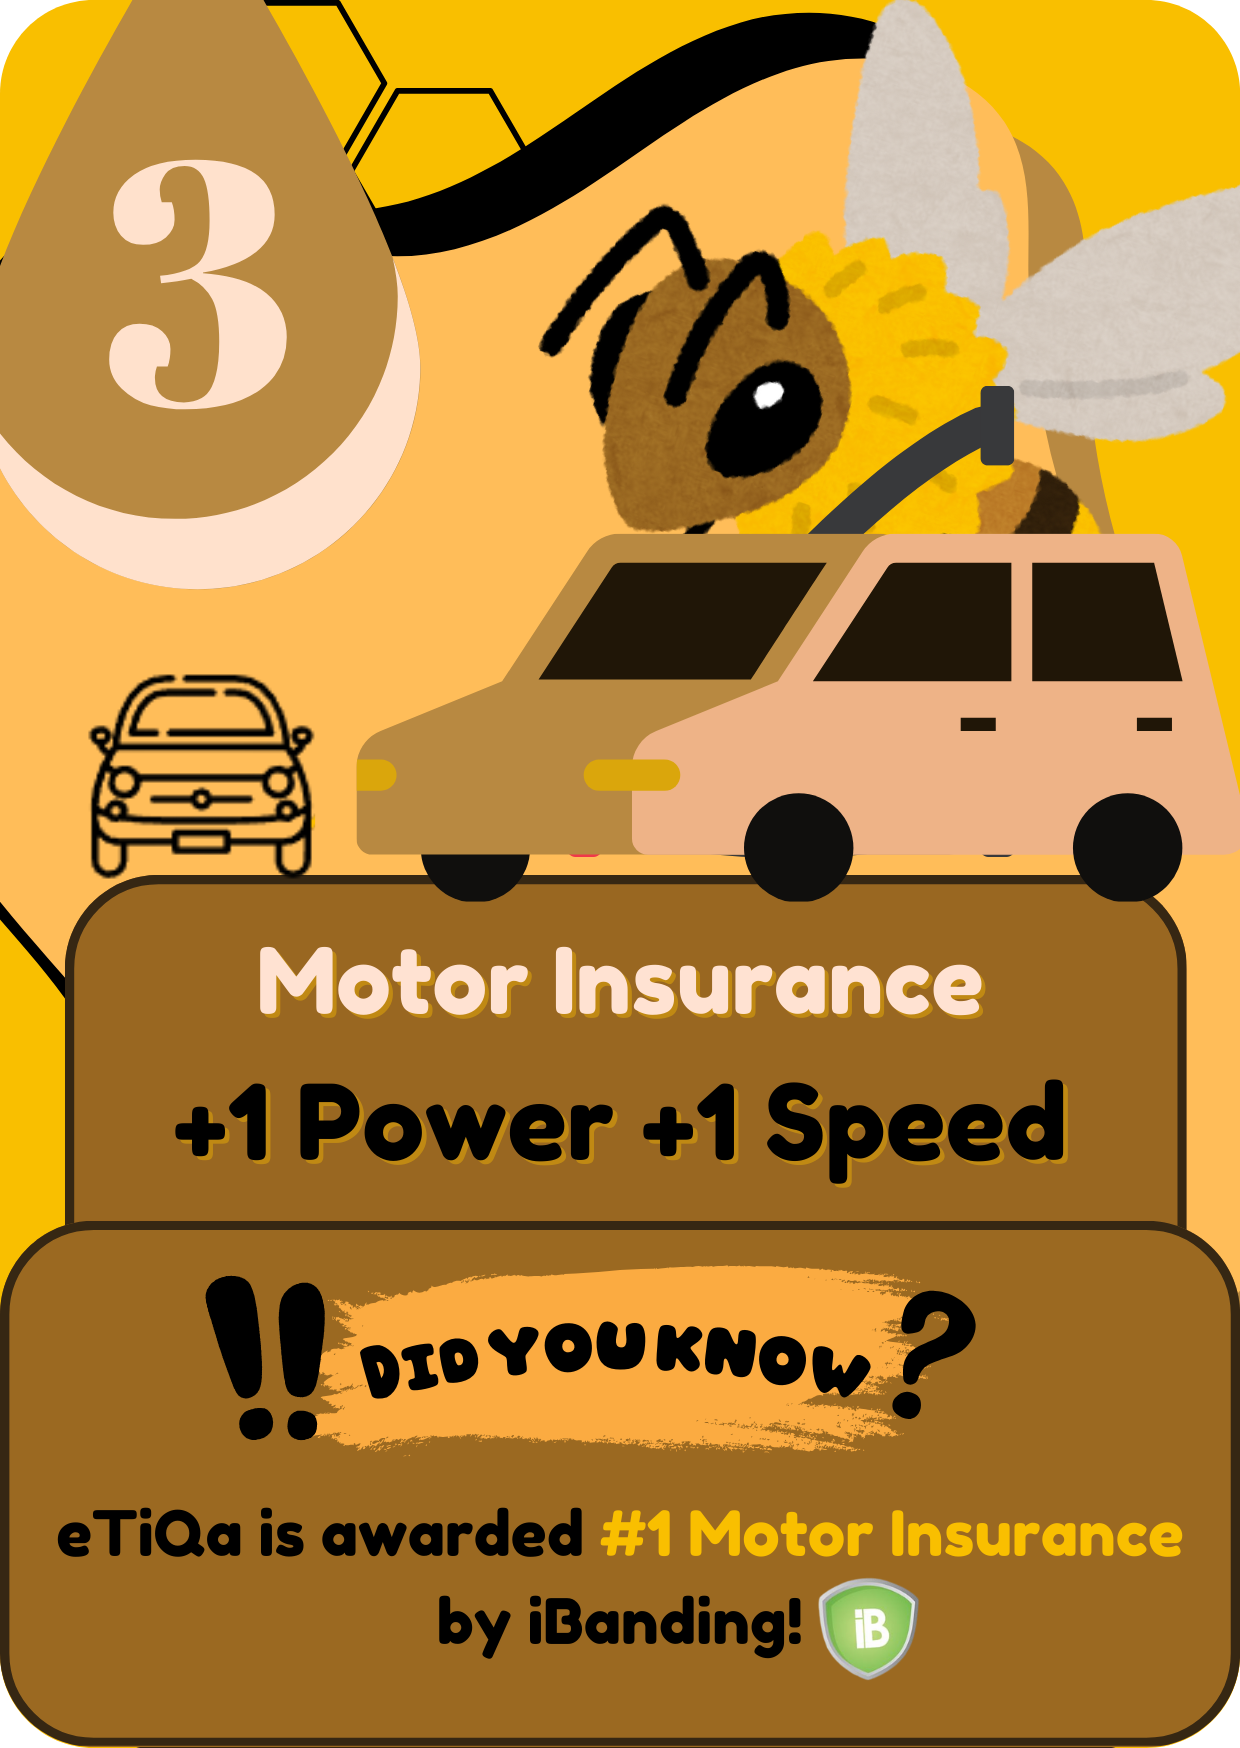 3
Motor Insurance
+1 Power +1 Speed
!! DID YOU KNOW ?
eTiQa is awarded #1 Motor Insurance
by iBanding! iB